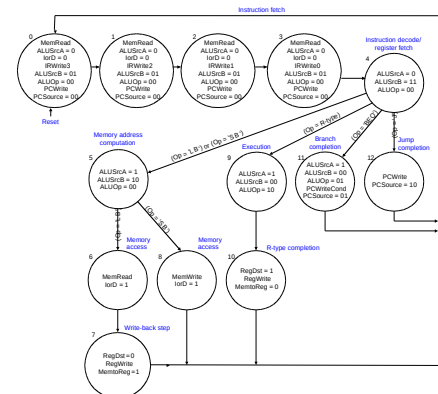 Instruction fetch
0
MemRead
ALUSrcA = 0
IorD = 0
IRWrite3
ALUSrcB = 01
ALUOp = 00
PCWrite
PCSource = 00
1
MemRead
ALUSrcA = 0
IorD = 0
IRWrite2
ALUSrcB = 01
ALUOp = 00
PCWrite
PCSource = 00
2
MemRead
ALUSrcA = 0
IorD = 0
IRWrite1
ALUSrcB = 01
ALUOp = 00
PCWrite
PCSource = 00
3
MemRead
ALUSrcA = 0
IorD = 0
IRWrite0
ALUSrcB = 01
ALUOp = 00
PCWrite
PCSource = 00
Instruction decode/
register fetch
4
ALUSrcA = 0
ALUSrcB = 11
ALUOp = 00
Reset
(Op = 'LB') or (Op = 'SB')
(Op = R-type)
(Op = 'BEQ')
(Op = 'J')
Memory address
computation
5
ALUSrcA = 1
ALUSrcB = 10
ALUOp = 00
Execution
9
ALUSrcA =1
ALUSrcB = 00
ALUOp = 10
Branch
completion
11
ALUSrcA = 1
ALUSrcB = 00
ALUOp = 01
PCWriteCond
PCSource = 01
Jump
completion
12
PCWrite
PCSource = 10
(Op = 'LB')
(Op = 'SB')
Memory
access
6
MemRead
IorD = 1
Memory
access
8
MemWrite
IorD = 1
R-type completion
10
RegDst = 1
RegWrite
MemtoReg = 0
Write-back step
7
RegDst=0
RegWrite
MemtoReg=1